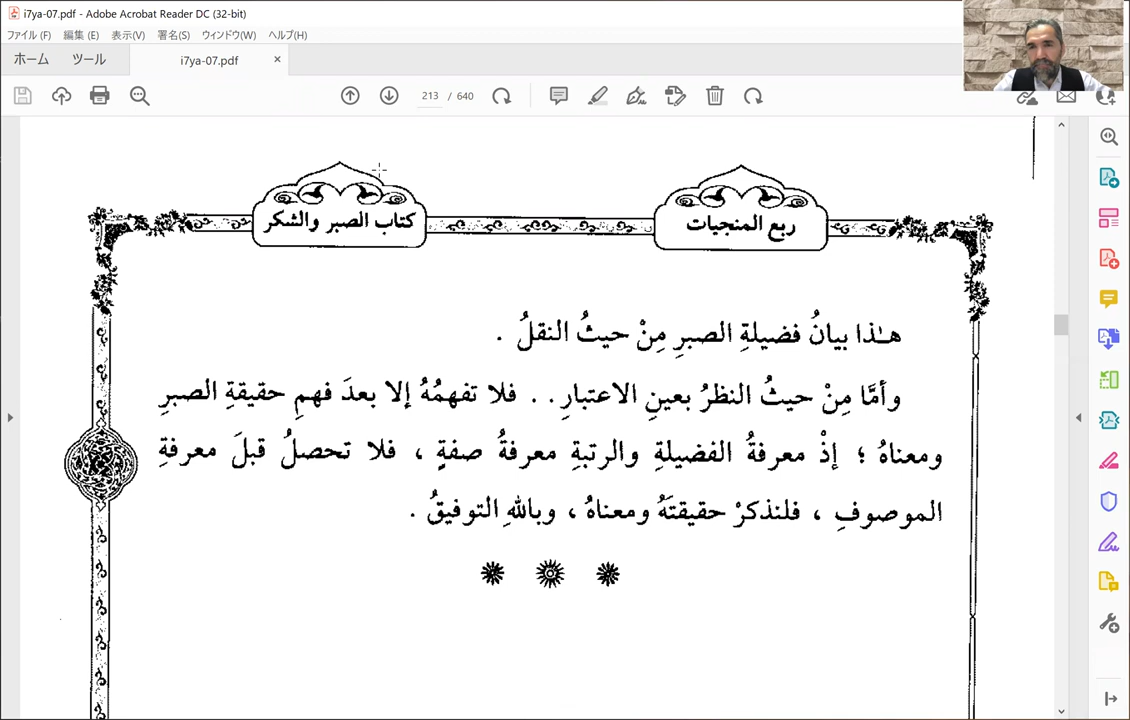 i7ya-07.pdf - Adobe Acrobat Reader DC (32-bit)
ファイル(F) 編集(E) 表示(V) 署名(S) ウィンドウ(W) ヘルプ(H)
ホーム ツール i7ya-07.pdf ×
213 / 640
ربع المنجيات
كتاب الصبر والشكر
هـٰذا بيانُ فضيلةِ الصبرِ مِنْ حيثُ النقلُ .
وأمَّا مِنْ حيثُ النظرُ بعينِ الاعتبارِ . . فلا تفهمُهُ إلا بعدَ فهمِ حقيقةِ الصبرِ
ومعناهُ ؛ إذْ معرفةُ الفضيلةِ والرتبةِ معرفةُ صفةٍ ، فلا تحصلُ قبلَ معرفةِ
الموصوفِ ، فلنذكرْ حقيقتَهُ ومعناهُ ، وباللهِ التوفيقُ .